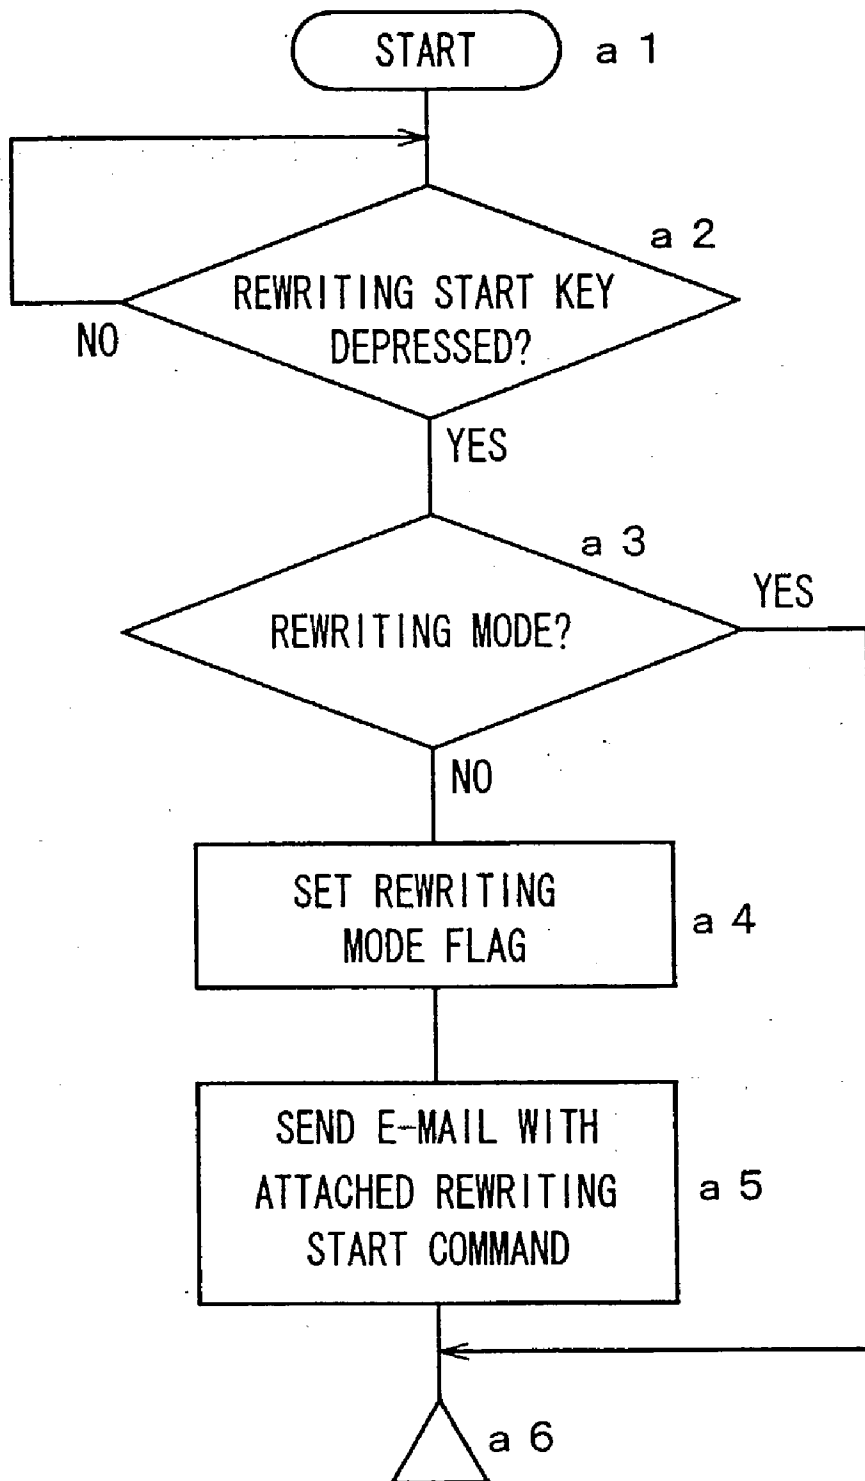 START a 1
a 2
REWRITING START KEY
DEPRESSED?
NO
YES
a 3
YES
REWRITING MODE?
NO
SET REWRITING
MODE FLAG
a 4
SEND E-MAIL WITH
ATTACHED REWRITING
START COMMAND
a 5
a 6